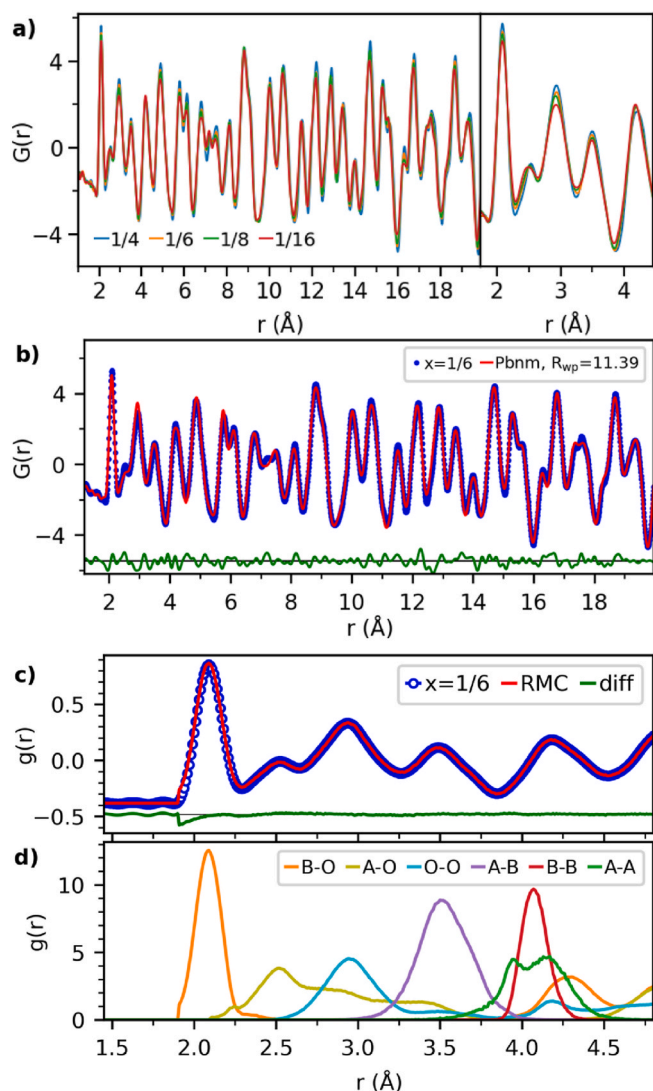 a)
4
0
−4
G(r)
1/4 1/6 1/8 1/16
2 4 6 8 10 12 14 16 18
2 3 4
r (Å) r (Å)
b)
x=1/6 Pbnm, Rwp=11.39
4
0
−4
G(r)
2 4 6 8 10 12 14 16 18
r (Å)
c)
x=1/6 RMC diff
0.5
0.0
−0.5
g(r)
d)
B-O A-O O-O A-B B-B A-A
10
5
0
g(r)
1.5 2.0 2.5 3.0 3.5 4.0 4.5
r (Å)